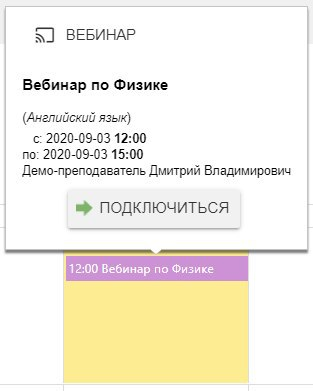 ВЕБИНАР
Вебинар по Физике
(Английский язык)
с: 2020-09-03 12:00
по: 2020-09-03 15:00
Демо-преподаватель Дмитрий Владимирович
ПОДКЛЮЧИТЬСЯ
12:00 Вебинар по Физике